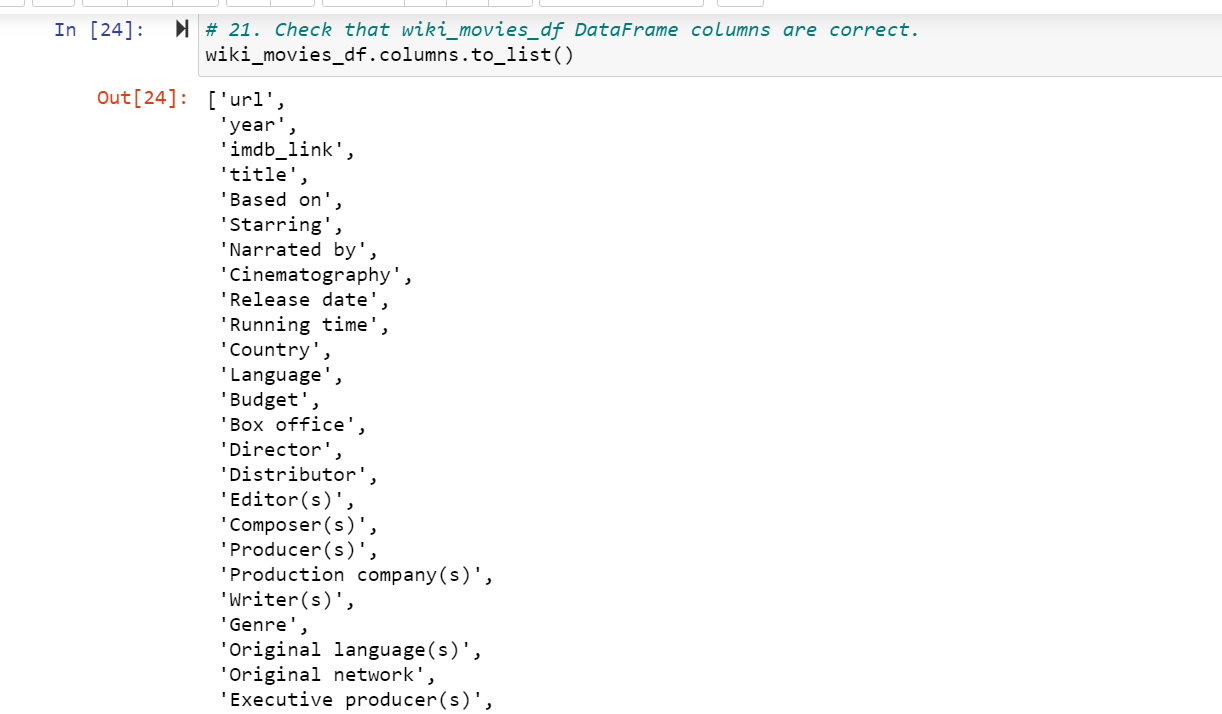 In [24]: # 21. Check that wiki_movies_df DataFrame columns are correct.
wiki_movies_df.columns.to_list()
Out[24]: ['url',
'year',
'imdb_link',
'title',
'Based on',
'Starring',
'Narrated by',
'Cinematography',
'Release date',
'Running time',
'Country',
'Language',
'Budget',
'Box office',
'Director',
'Distributor',
'Editor(s)',
'Composer(s)',
'Producer(s)',
'Production company(s)',
'Writer(s)',
'Genre',
'Original language(s)',
'Original network',
'Executive producer(s)',